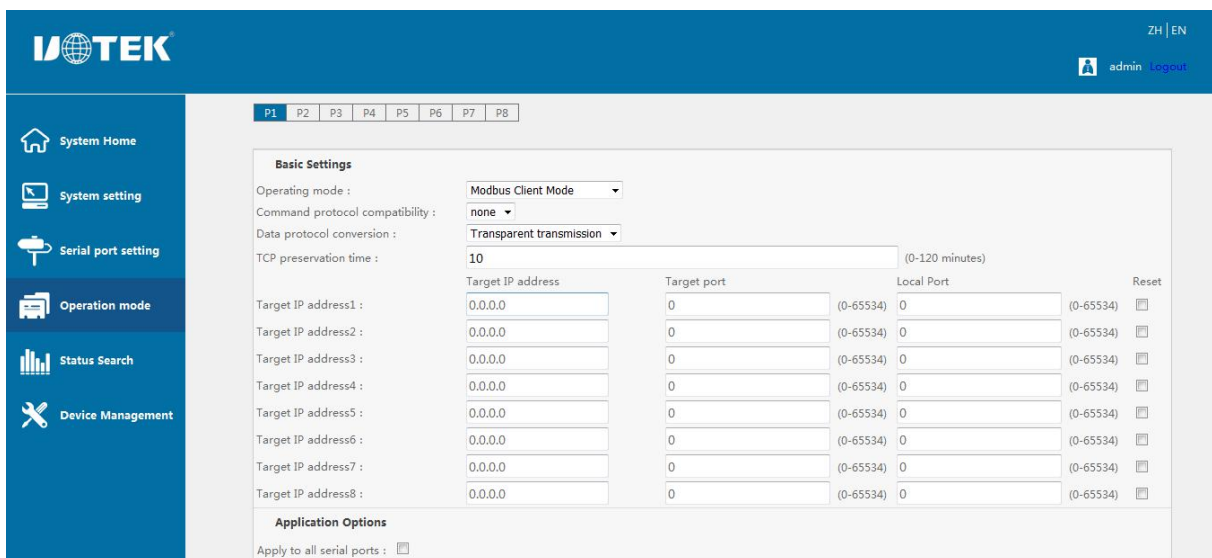 UTEK®
ZH | EN
admin Logout
System Home
System setting
Serial port setting
Operation mode
Status Search
Device Management
P1 P2 P3 P4 P5 P6 P7 P8
Basic Settings
Operating mode : Modbus Client Mode
Command protocol compatibility : none
Data protocol conversion : Transparent transmission
TCP preservation time : 10 (0-120 minutes)
Target IP address Target port Local Port Reset
Target IP address1 : 0.0.0.0 0 (0-65534) 0 (0-65534)
Target IP address2 : 0.0.0.0 0 (0-65534) 0 (0-65534)
Target IP address3 : 0.0.0.0 0 (0-65534) 0 (0-65534)
Target IP address4 : 0.0.0.0 0 (0-65534) 0 (0-65534)
Target IP address5 : 0.0.0.0 0 (0-65534) 0 (0-65534)
Target IP address6 : 0.0.0.0 0 (0-65534) 0 (0-65534)
Target IP address7 : 0.0.0.0 0 (0-65534) 0 (0-65534)
Target IP address8 : 0.0.0.0 0 (0-65534) 0 (0-65534)
Application Options
Apply to all serial ports :